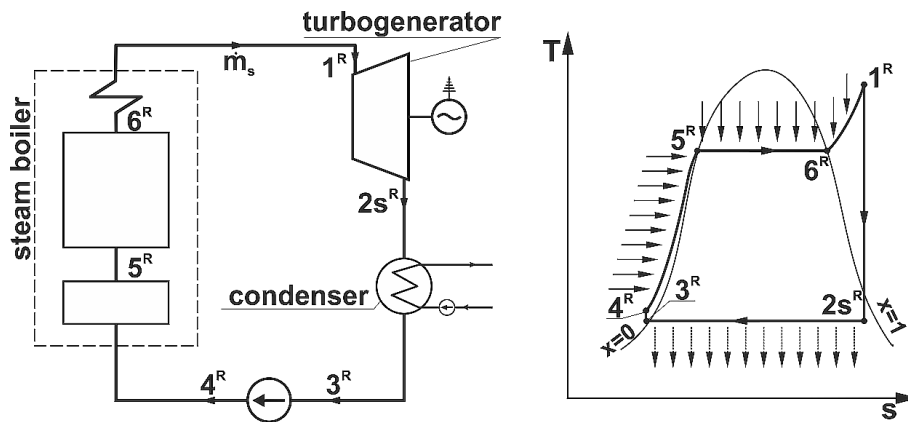 turbogenerator
ṁs
1ᴿ
steam boiler
6ᴿ
5ᴿ
2sᴿ
condenser
4ᴿ
3ᴿ
T
1ᴿ
5ᴿ
6ᴿ
4ᴿ
3ᴿ
2sᴿ
x=0
x=1
s